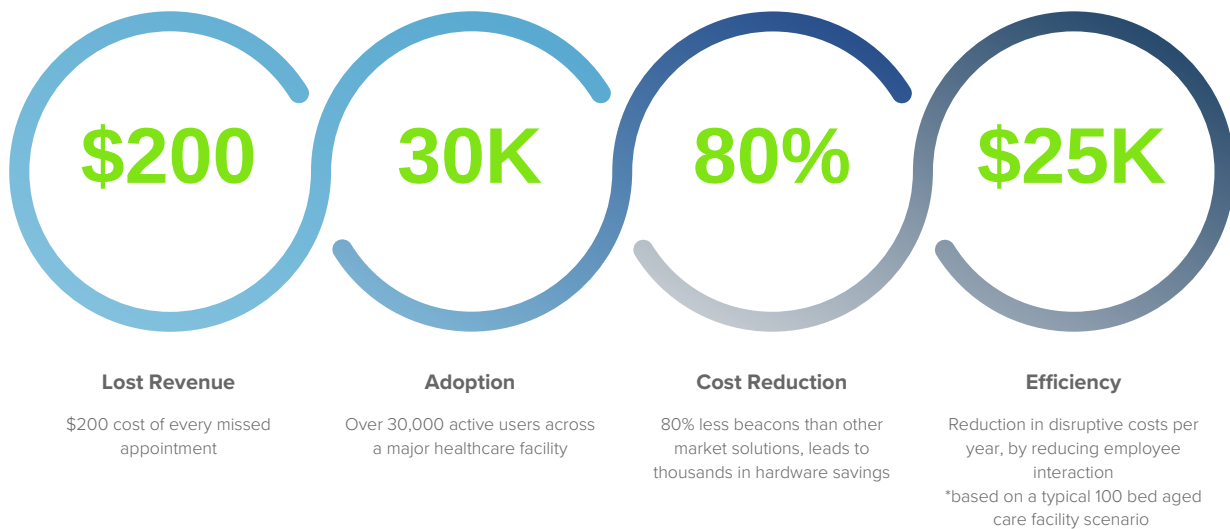 $200
30K
80%
$25K
Lost Revenue
$200 cost of every missed
appointment
Adoption
Over 30,000 active users across
a major healthcare facility
Cost Reduction
80% less beacons than other
market solutions, leads to
thousands in hardware savings
Efficiency
Reduction in disruptive costs per
year, by reducing employee
interaction
*based on a typical 100 bed aged
care facility scenario